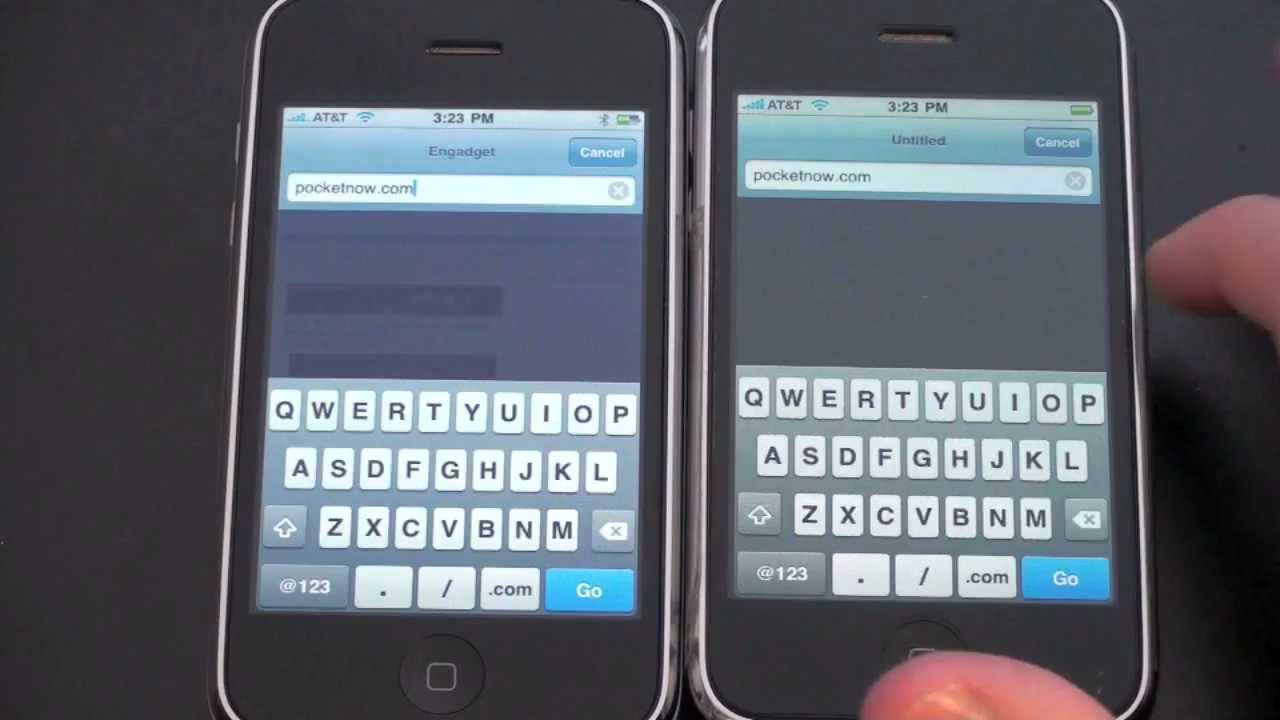 AT&T 3:23 PM
Engadget Cancel
pocketnow.com
Q W E R T Y U I O P
A S D F G H J K L
Z X C V B N M
@123 . / .com Go
AT&T 3:23 PM
Untitled Cancel
pocketnow.com
Q W E R T Y U I O P
A S D F G H J K L
Z X C V B N M
@123 . / .com Go